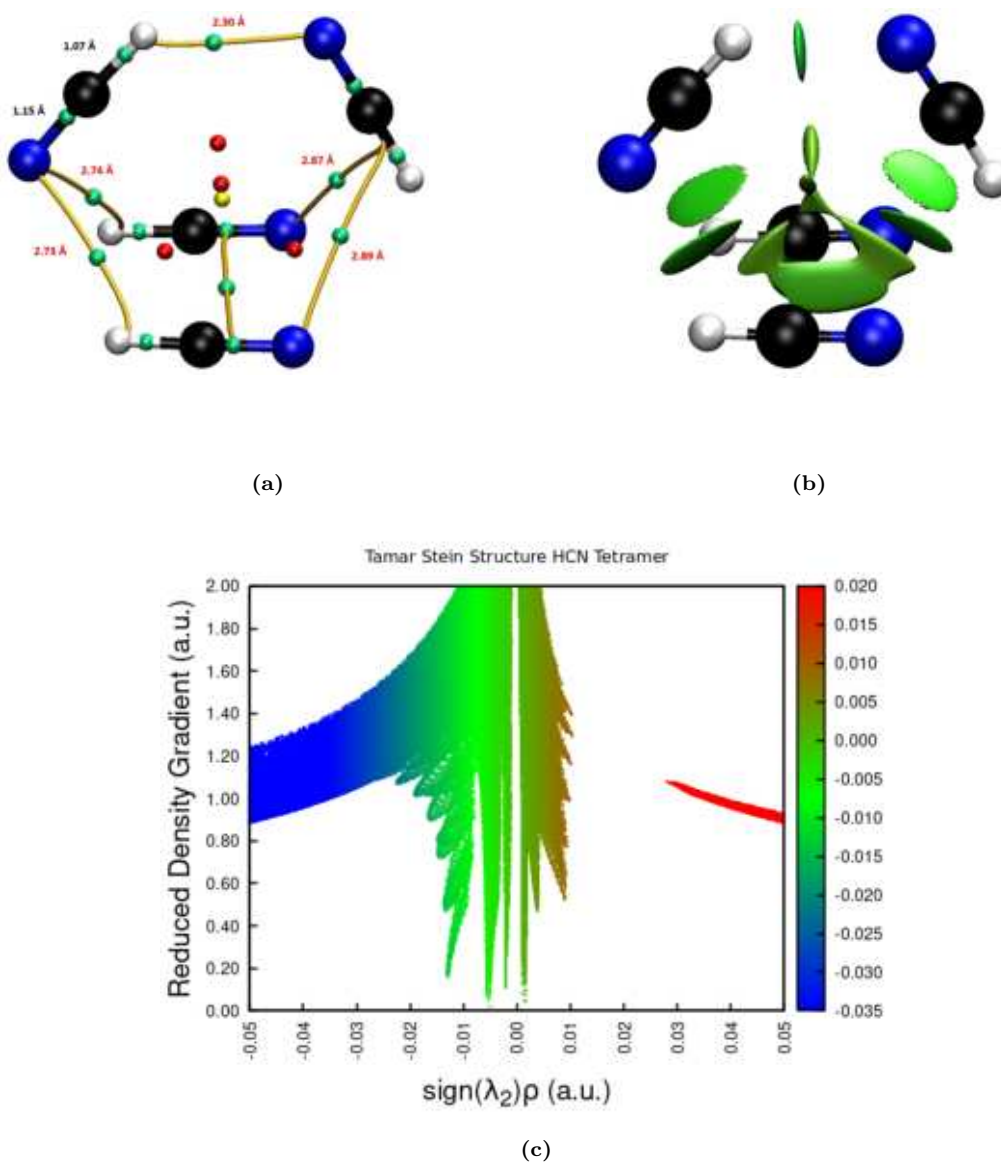 2.30 Å
1.07 Å
1.15 Å
2.74 Å
2.87 Å
2.73 Å
2.89 Å
(a)
(b)
Tamar Stein Structure HCN Tetramer
Reduced Density Gradient (a.u.)
2.00
1.80
1.60
1.40
1.20
1.00
0.80
0.60
0.40
0.20
0.00
-0.05
-0.04
-0.03
-0.02
-0.01
0.00
0.01
0.02
0.03
0.04
0.05
sign(λ₂)ρ (a.u.)
0.020
0.015
0.010
0.005
0.000
-0.005
-0.010
-0.015
-0.020
-0.025
-0.030
-0.035
(c)